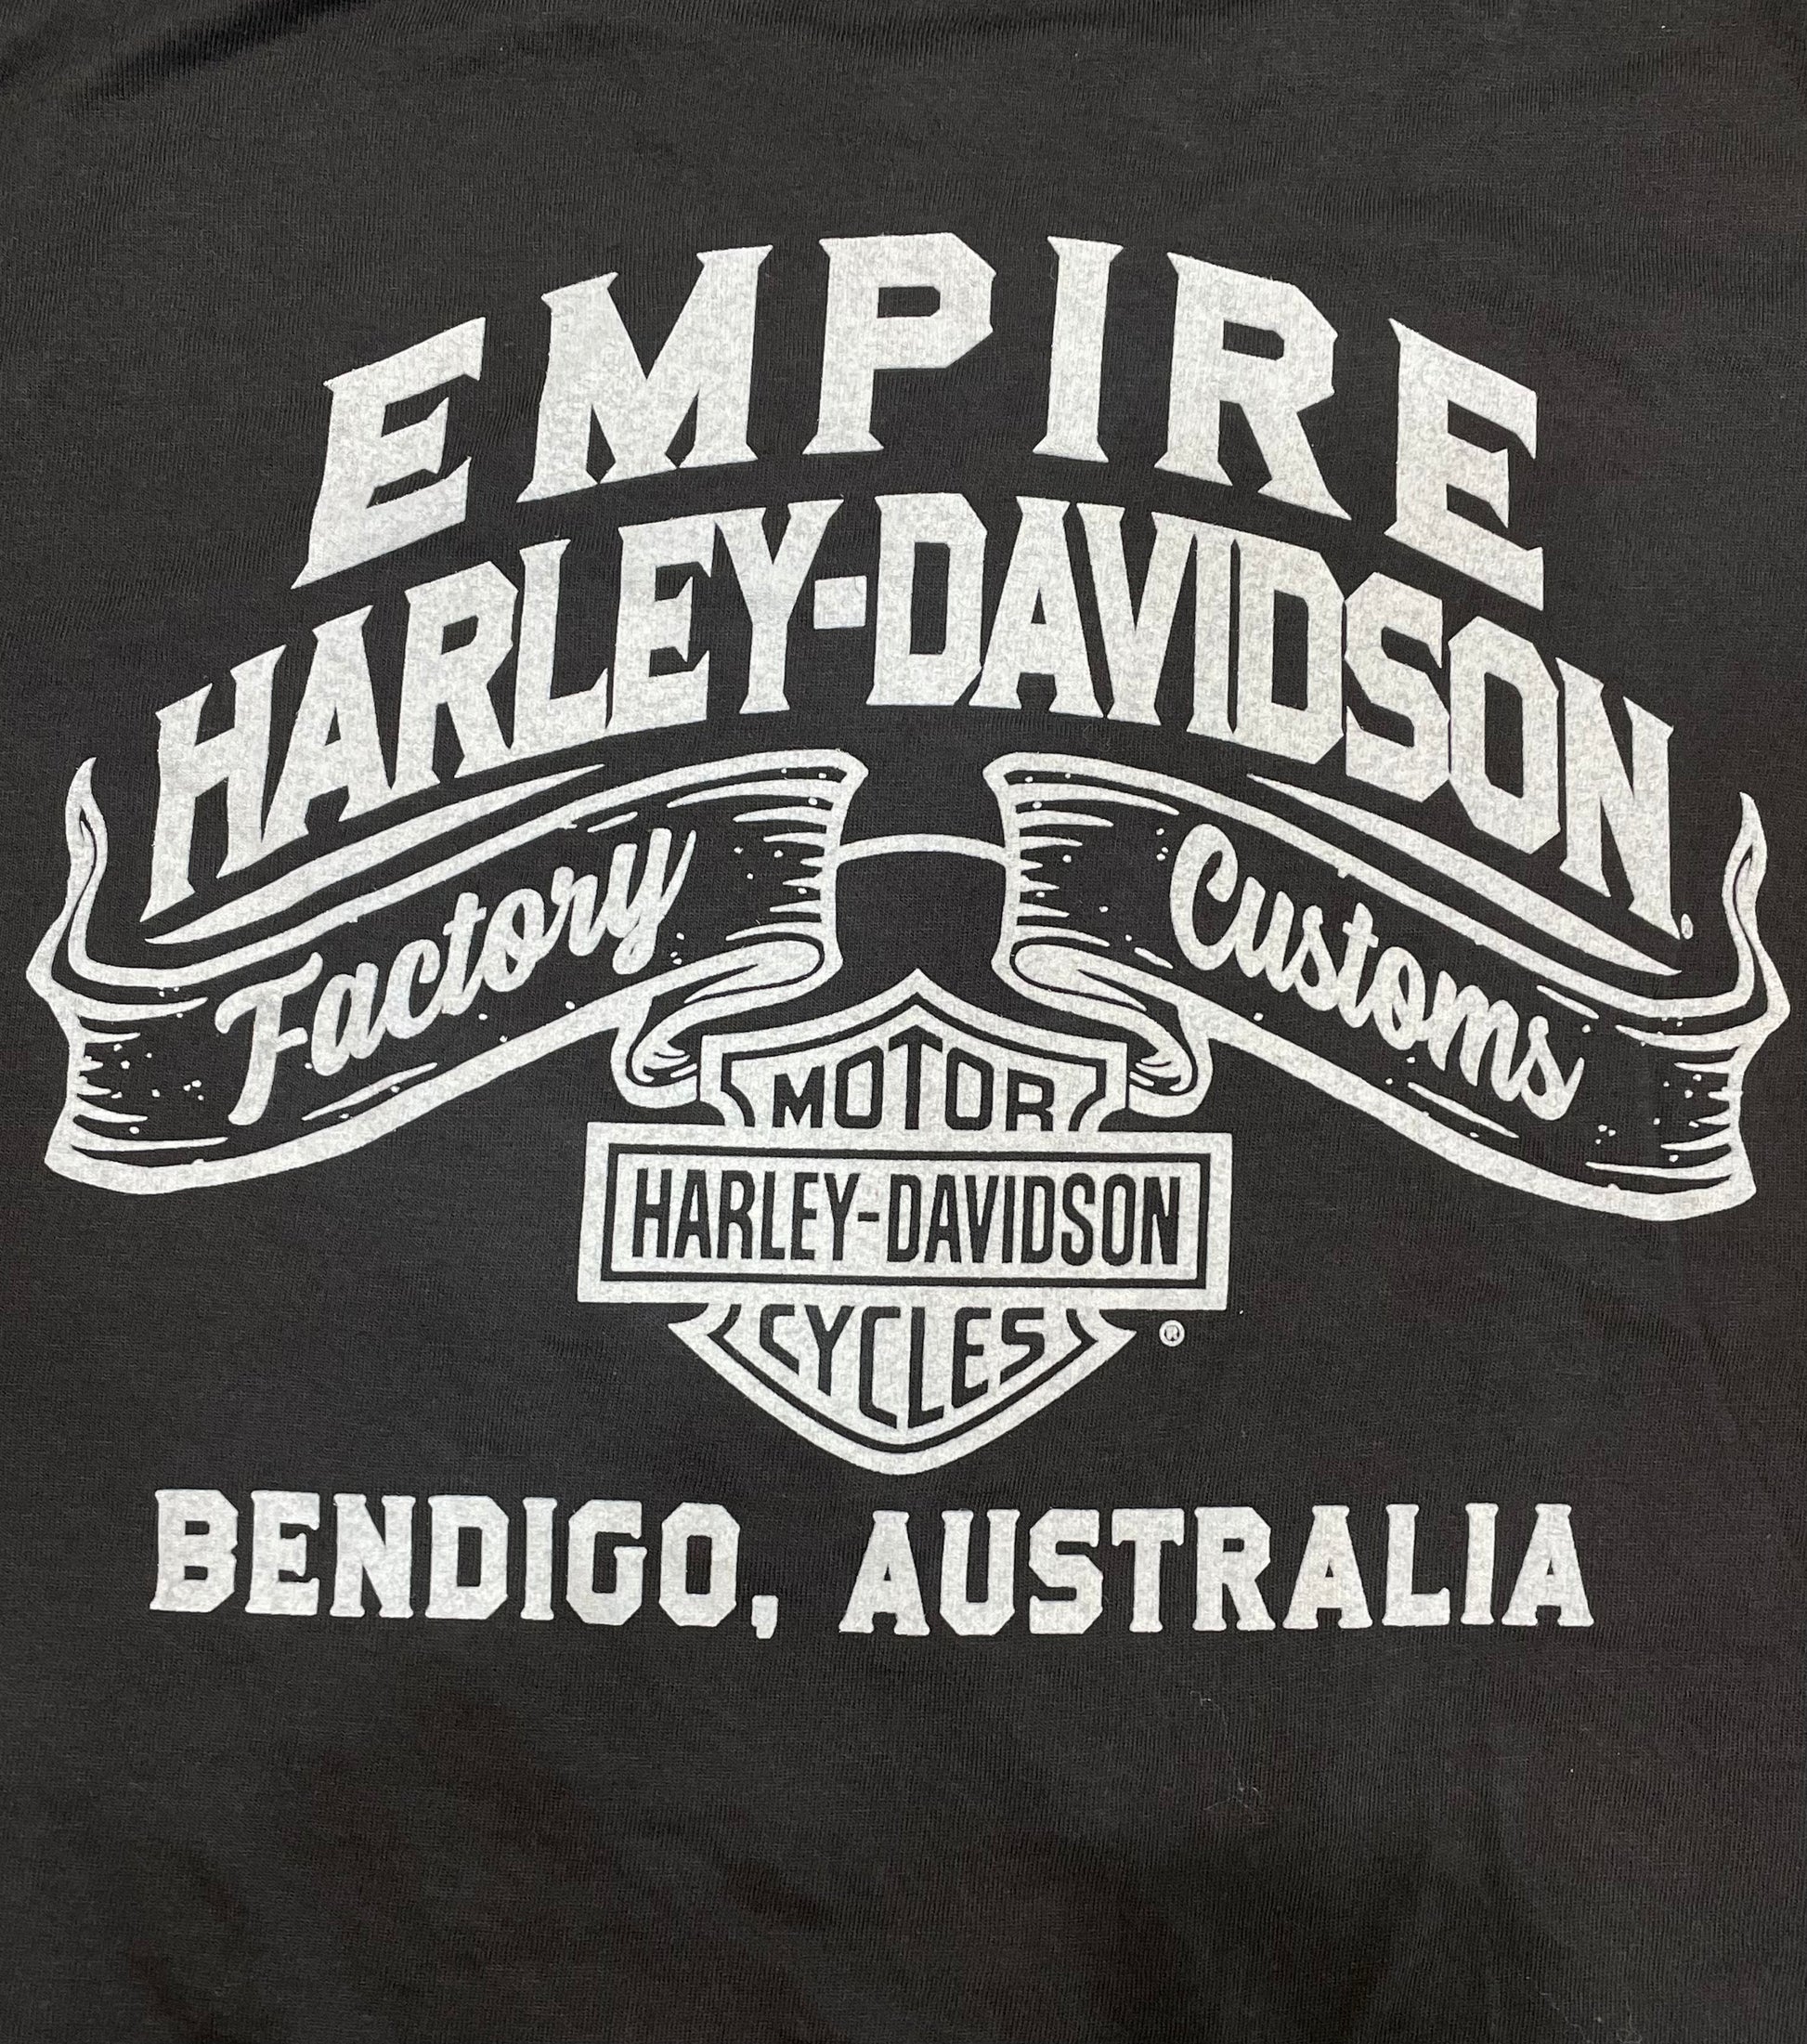 EMPIRE
HARLEY-DAVIDSON®
Factory Customs
MOTOR
HARLEY-DAVIDSON
CYCLES ®
BENDIGO, AUSTRALIA